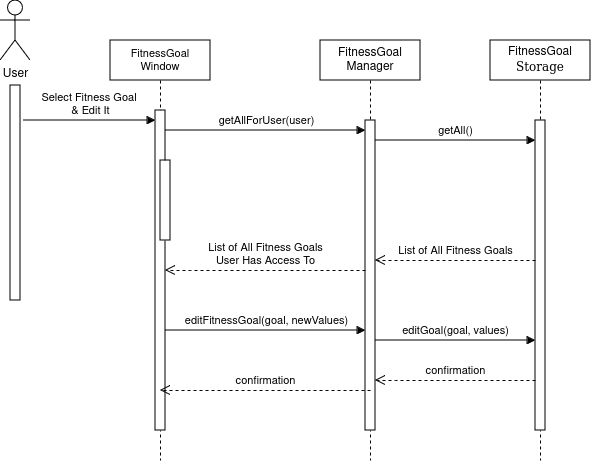 User
FitnessGoal
Window
FitnessGoal
Manager
FitnessGoal
Storage
Select Fitness Goal
& Edit It
getAllForUser(user)
getAll()
List of All Fitness Goals
User Has Access To
List of All Fitness Goals
editFitnessGoal(goal, newValues)
editGoal(goal, values)
confirmation
confirmation